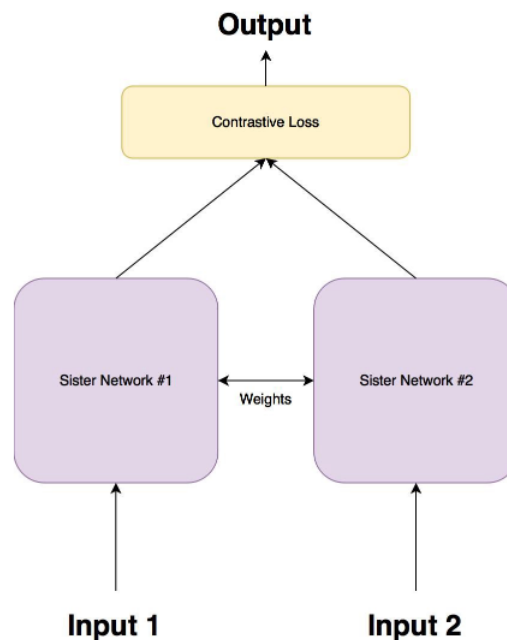 Output
Contrastive Loss
Sister Network #1
Sister Network #2
Weights
Input 1
Input 2